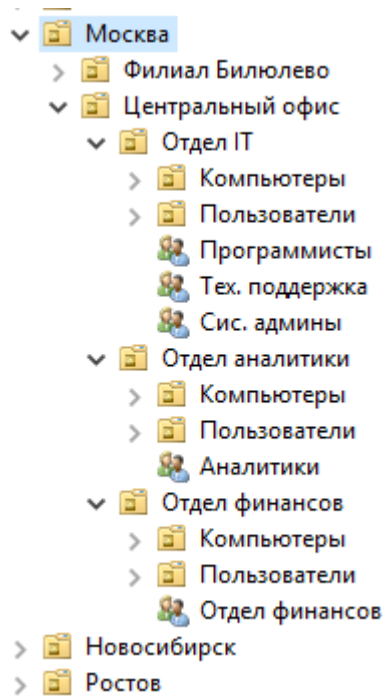 Москва
Филиал Билюлево
Центральный офис
Отдел IT
Компьютеры
Пользователи
Программисты
Тех. поддержка
Сис. админы
Отдел аналитики
Компьютеры
Пользователи
Аналитики
Отдел финансов
Компьютеры
Пользователи
Отдел финансов
Новосибирск
Ростов